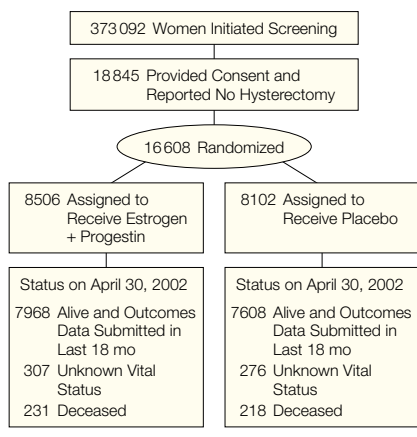 373 092 Women Initiated Screening
18 845 Provided Consent and
Reported No Hysterectomy
16 608 Randomized
8506 Assigned to
Receive Estrogen
+ Progestin
8102 Assigned to
Receive Placebo
Status on April 30, 2002
7968 Alive and Outcomes
Data Submitted in
Last 18 mo
307 Unknown Vital
Status
231 Deceased
Status on April 30, 2002
7608 Alive and Outcomes
Data Submitted in
Last 18 mo
276 Unknown Vital
Status
218 Deceased